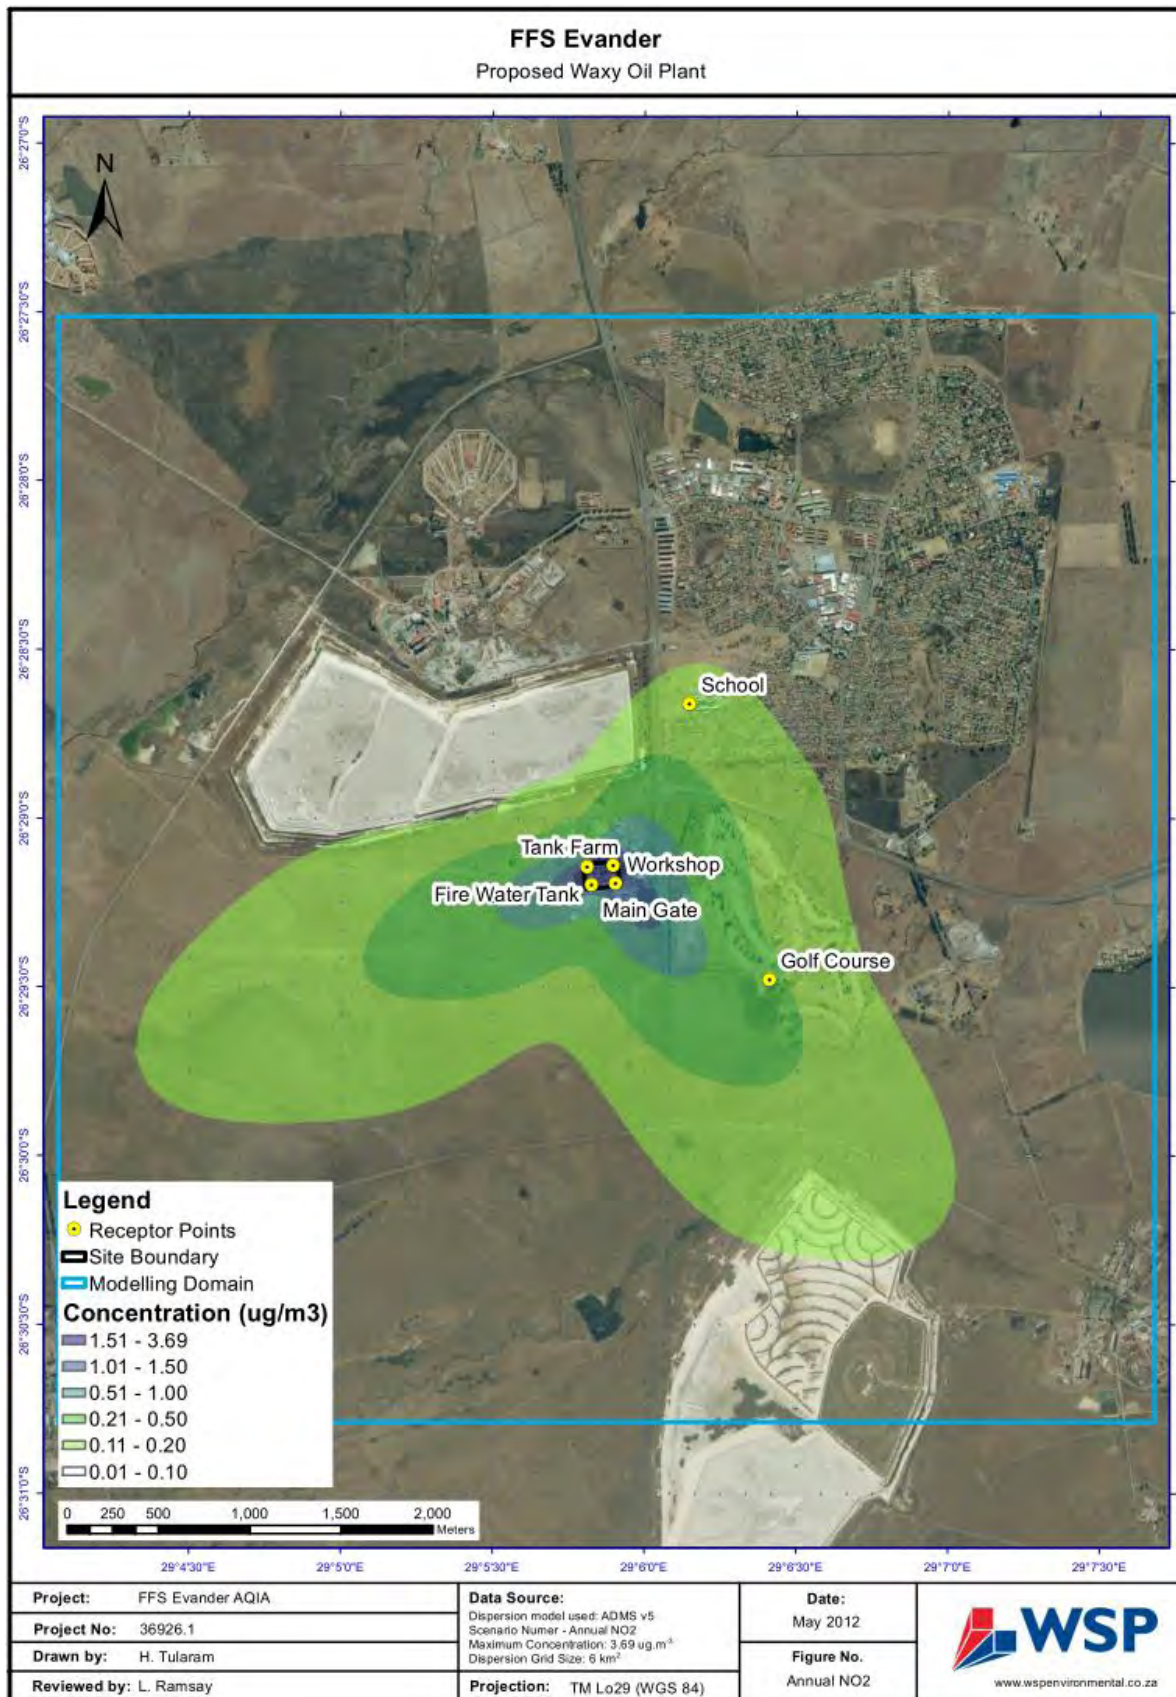 FFS Evander
Proposed Waxy Oil Plant
N
26°27'0"S
26°27'30"S
26°28'0"S
26°28'30"S
26°29'0"S
26°29'30"S
26°30'0"S
26°30'30"S
26°31'0"S
School
Tank Farm
Workshop
Fire Water Tank
Main Gate
Golf Course
Legend
Receptor Points
Site Boundary
Modelling Domain
Concentration (ug/m3)
1.51 - 3.69
1.01 - 1.50
0.51 - 1.00
0.21 - 0.50
0.11 - 0.20
0.01 - 0.10
0 250 500 1,000 1,500 2,000
Meters
29°4'30"E 29°5'0"E 29°5'30"E 29°6'0"E 29°6'30"E 29°7'0"E 29°7'30"E
Project: FFS Evander AQIA
Project No: 36926.1
Drawn by: H. Tularam
Reviewed by: L. Ramsay
Data Source:
Dispersion model used: ADMS v5
Scenario Numer - Annual NO2
Maximum Concentration: 3.69 ug.m-3
Dispersion Grid Size: 6 km2
Projection: TM Lo29 (WGS 84)
Date:
May 2012
Figure No.
Annual NO2
WSP
www.wspenvironmental.co.za